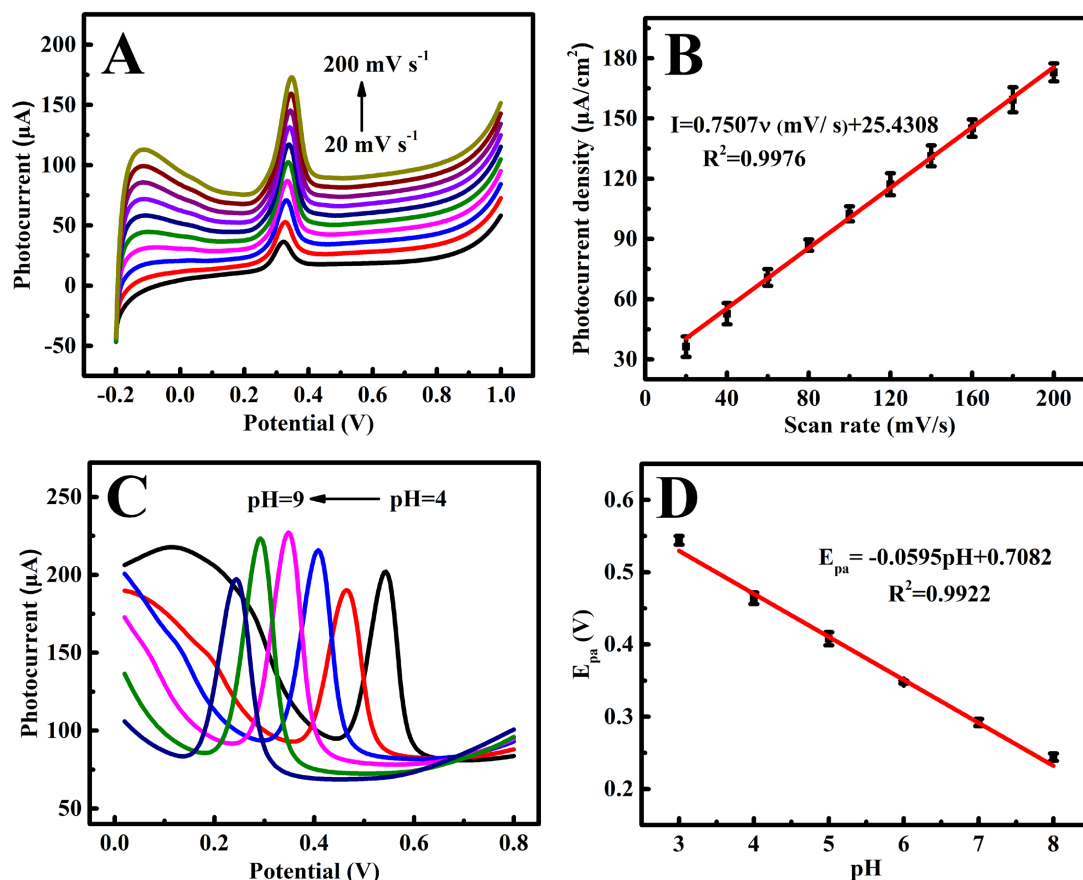 A
200 mV s⁻¹
20 mV s⁻¹
200
150
100
50
0
-50
Photocurrent (μA)
-0.2 0.0 0.2 0.4 0.6 0.8 1.0
Potential (V)
B
I=0.7507ν (mV/ s)+25.4308
R²=0.9976
180
150
120
90
60
30
Photocurrent density (μA/cm²)
0 40 80 120 160 200
Scan rate (mV/s)
C
pH=9 pH=4
250
200
150
100
50
Photocurrent (μA)
0.0 0.2 0.4 0.6 0.8
Potential (V)
D
Eₚₐ= -0.0595pH+0.7082
R²=0.9922
0.6
0.5
0.4
0.3
0.2
Eₚₐ (V)
3 4 5 6 7 8
pH